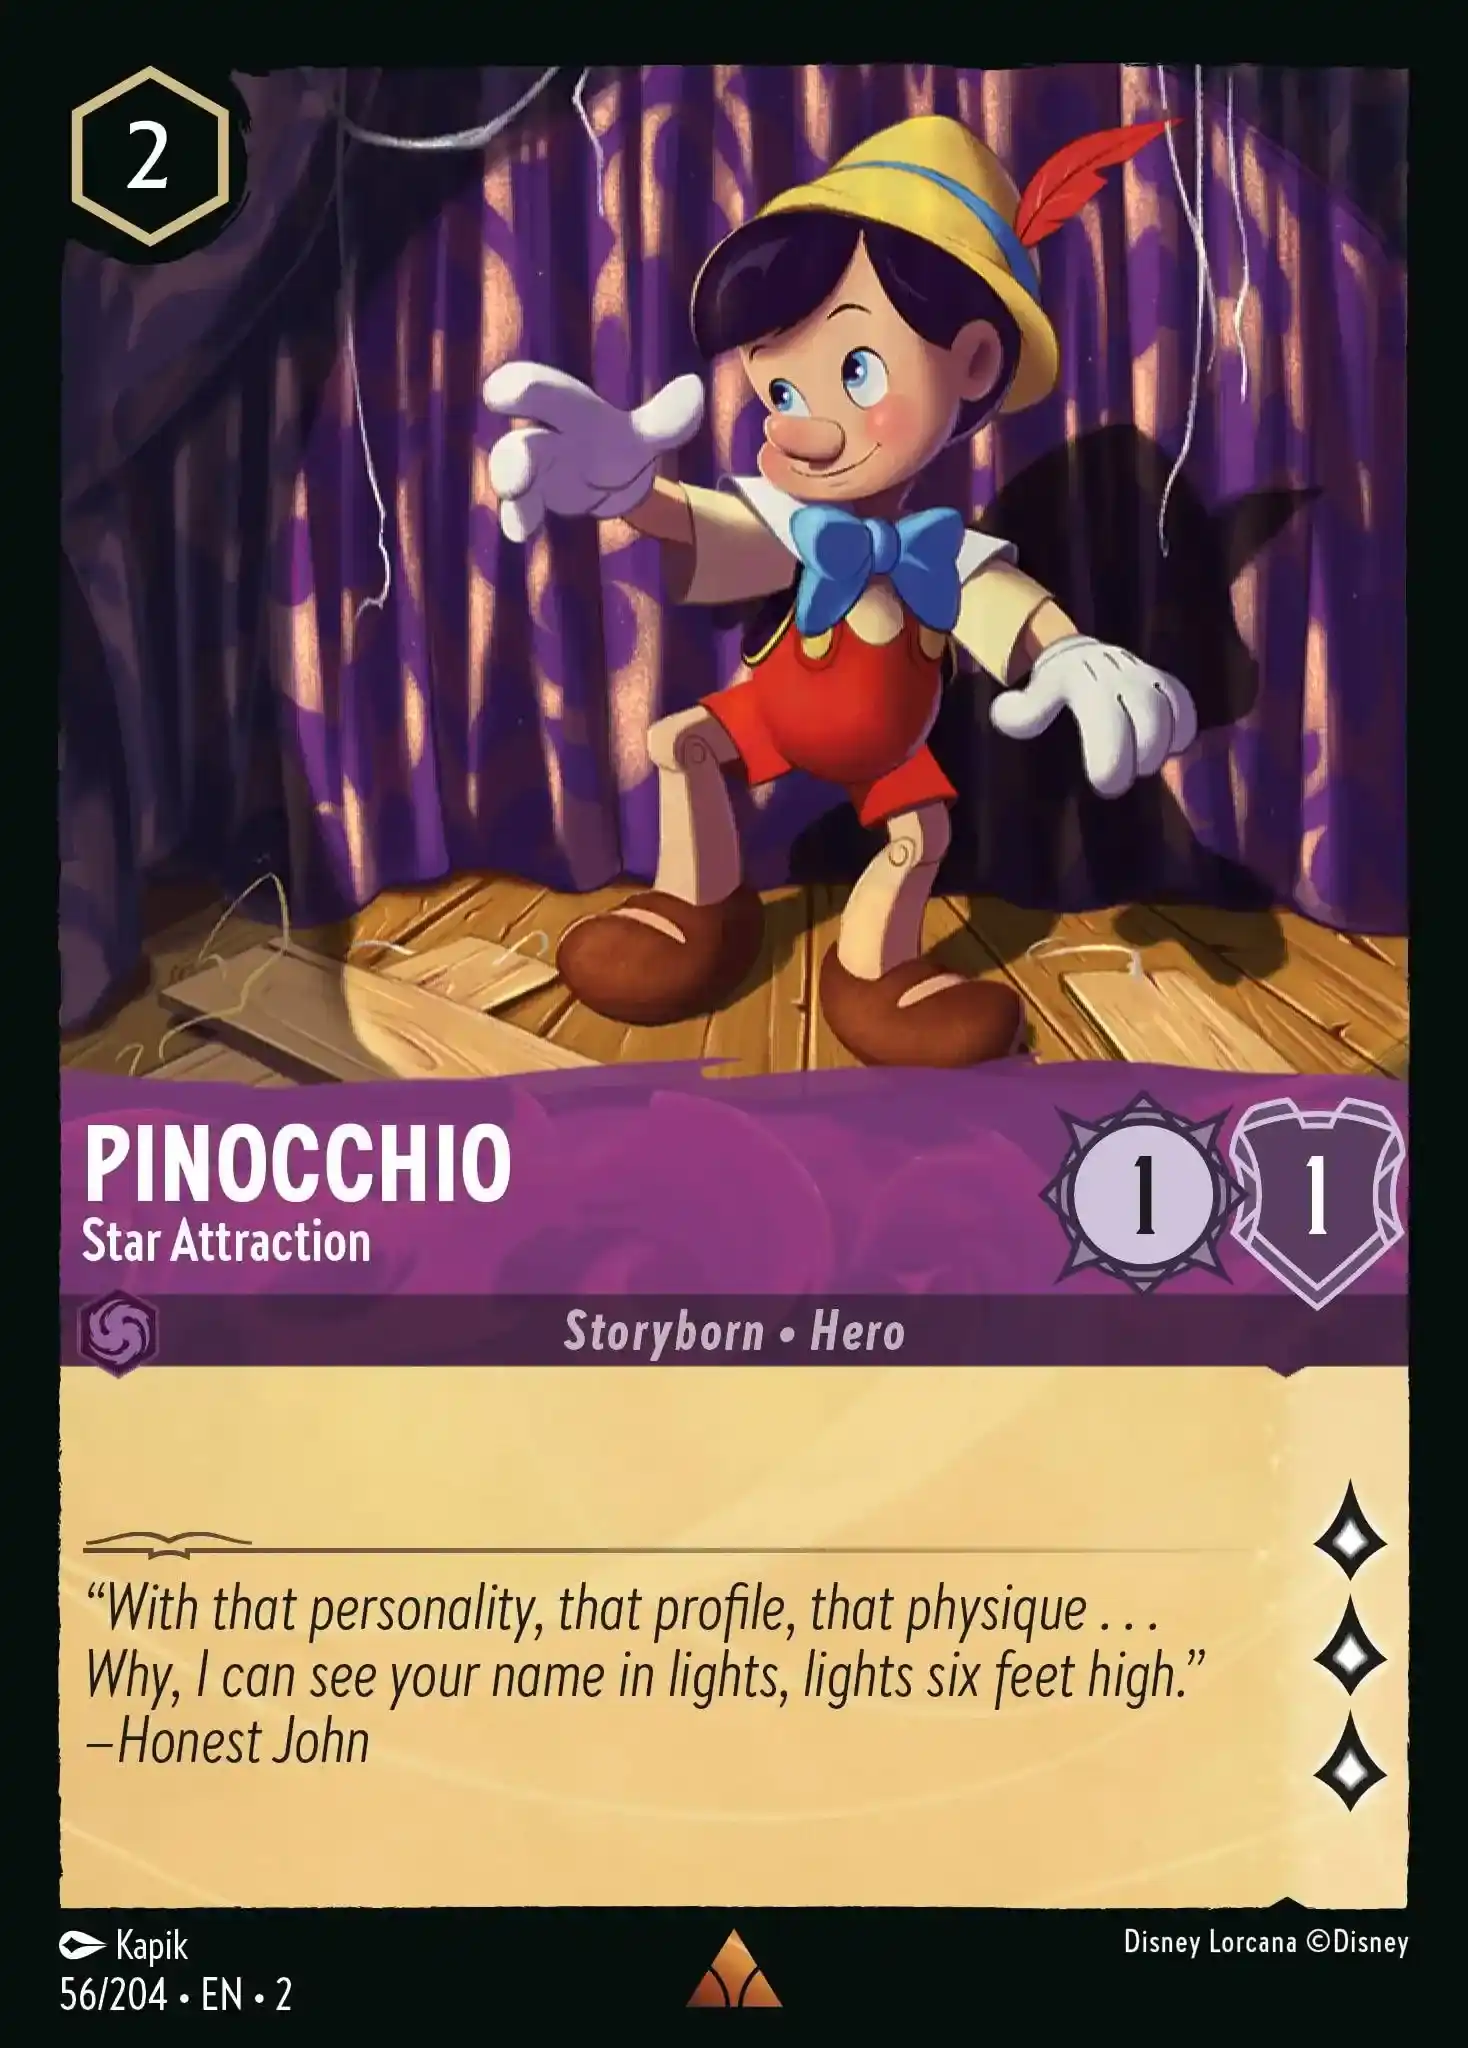 2
PINOCCHIO
Star Attraction
1 1
Storyborn • Hero
“With that personality, that profile, that physique . . .
Why, I can see your name in lights, lights six feet high.”
–Honest John
Kapik
56/204 • EN • 2
Disney Lorcana ©Disney